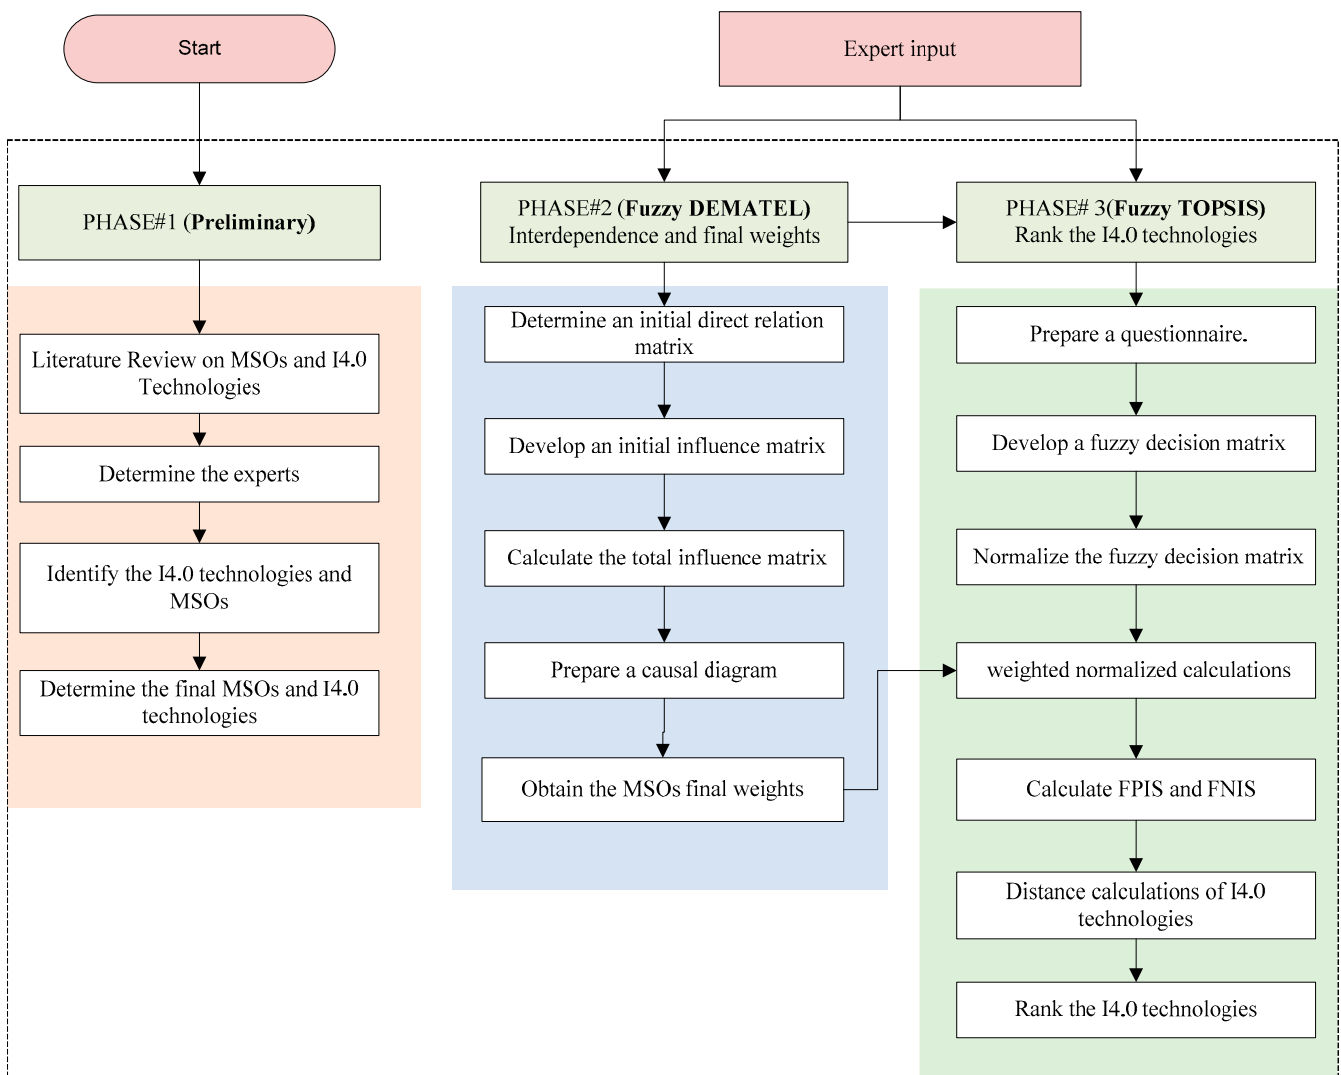 Start
Expert input
PHASE#1 (Preliminary)
Literature Review on MSOs and I4.0
Technologies
Determine the experts
Identify the I4.0 technologies and
MSOs
Determine the final MSOs and I4.0
technologies
PHASE#2 (Fuzzy DEMATEL)
Interdependence and final weights
Determine an initial direct relation
matrix
Develop an initial influence matrix
Calculate the total influence matrix
Prepare a causal diagram
Obtain the MSOs final weights
PHASE# 3(Fuzzy TOPSIS)
Rank the I4.0 technologies
Prepare a questionnaire.
Develop a fuzzy decision matrix
Normalize the fuzzy decision matrix
weighted normalized calculations
Calculate FPIS and FNIS
Distance calculations of I4.0
technologies
Rank the I4.0 technologies